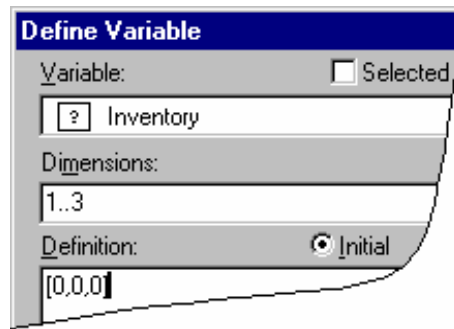 Define Variable
Variable: Selected
? Inventory
Dimensions:
1..3
Definition: Initial
[0,0,0]